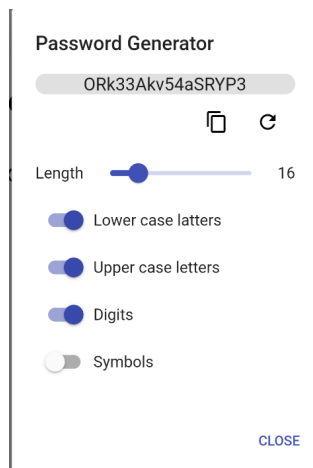 Password Generator
ORk33Akv54aSRYP3
Length 16
Lower case latters
Upper case letters
Digits
Symbols
CLOSE